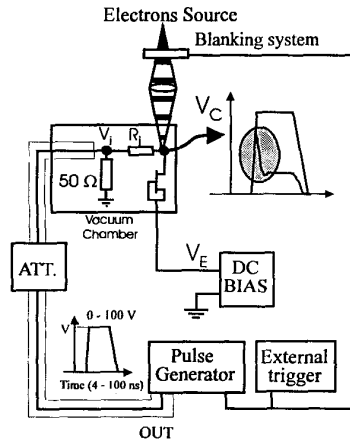 Electrons Source
Blanking system
V_C
V_i
R_i
50 Ω
Vacuum
Chamber
ATT.
V_E
DC
BIAS
0 - 100 V
V
Time (4 - 100 ns)
Pulse
Generator
External
trigger
OUT